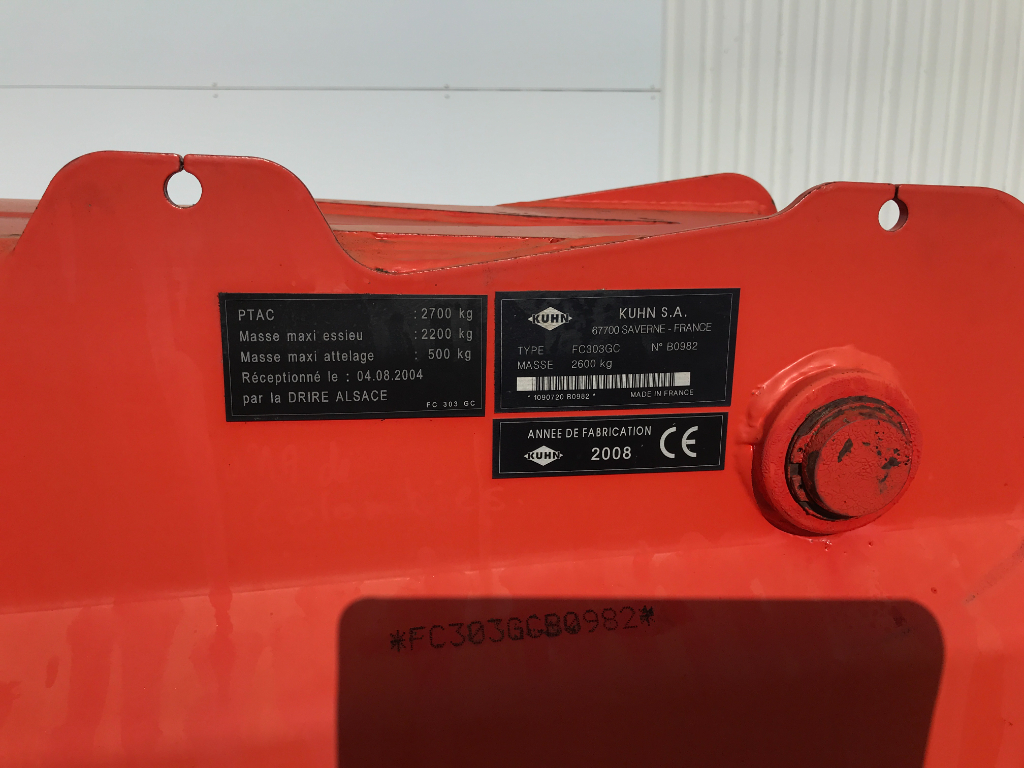 PTAC : 2700 kg
Masse maxi essieu : 2200 kg
Masse maxi attelage : 500 kg
Réceptionné le : 04.08.2004
par la DRIRE ALSACE
FC 303 GC
KUHN
KUHN S.A.
67700 SAVERNE - FRANCE
TYPE FC303GC N° B0982
MASSE 2600 kg
* 1090720 B0982 * MADE IN FRANCE
ANNEE DE FABRICATION
KUHN 2008 CE
*FC303GCB0982*